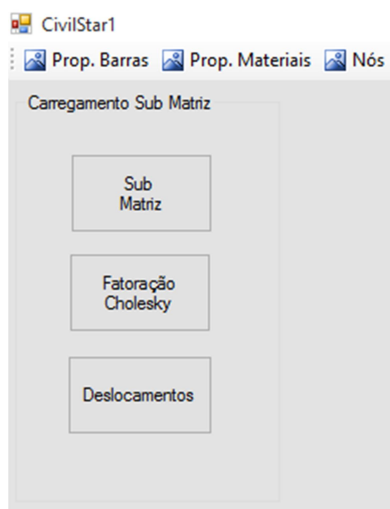 CivilStar1
Prop. Barras Prop. Materiais Nós
Carregamento Sub Matriz
Sub
Matriz
Fatoração
Cholesky
Deslocamentos